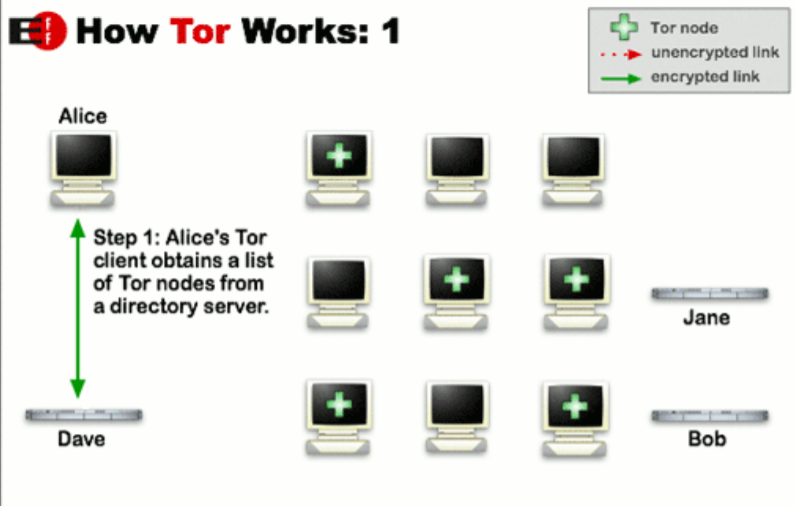 EFF How Tor Works: 1
Tor node
unencrypted link
encrypted link
Alice
Step 1: Alice's Tor
client obtains a list
of Tor nodes from
a directory server.
Jane
Dave
Bob